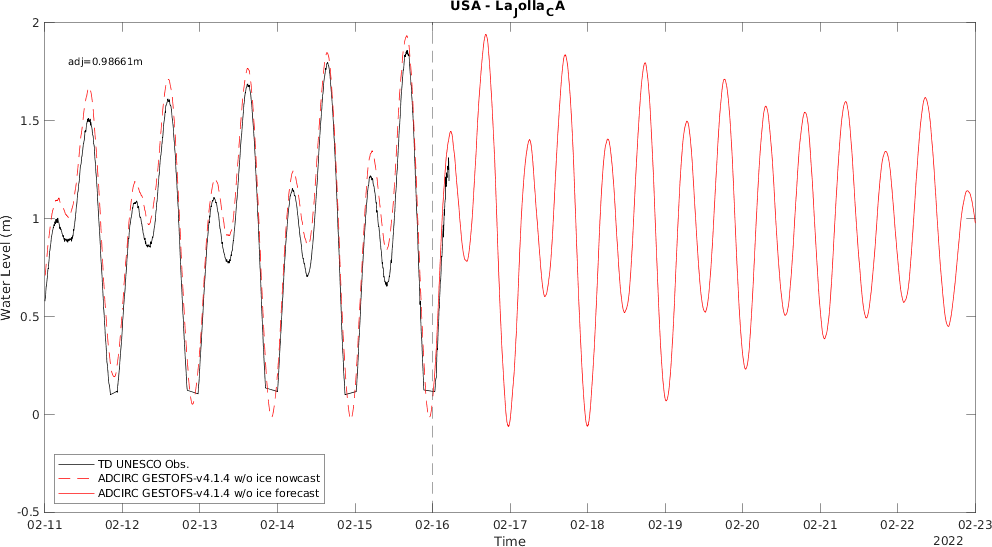 USA - LaJollaCA
adj=0.98661m
Water Level (m)
2
1.5
1
0.5
0
-0.5
TD UNESCO Obs.
ADCIRC GESTOFS-v4.1.4 w/o ice nowcast
ADCIRC GESTOFS-v4.1.4 w/o ice forecast
02-11 02-12 02-13 02-14 02-15 02-16 02-17 02-18 02-19 02-20 02-21 02-22 02-23
Time
2022